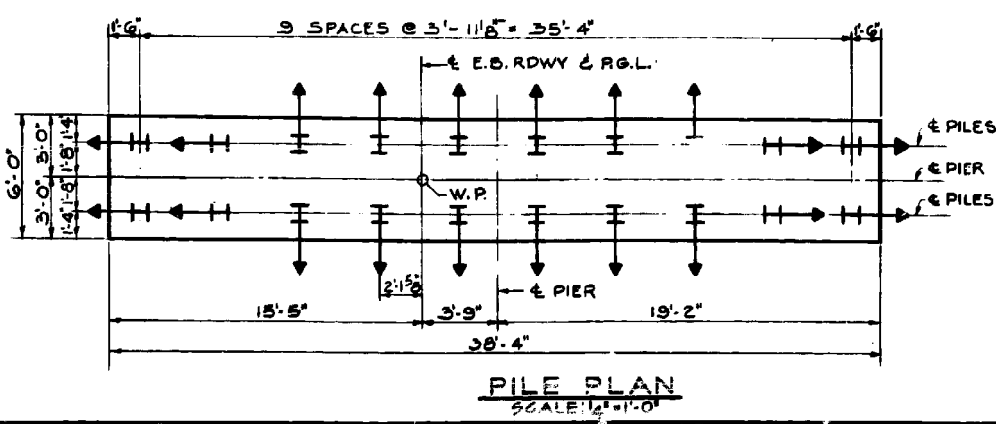 1'-6" 9 SPACES @ 3'-11 1/8" = 35'-4" 1'-6"
℄ E.B. RDWY & P.G.L.
6'-0" 3'-0" 1'-4" 1'-8"
3'-0" 1'-8" 1'-4"
℄ PILES
℄ PIER
℄ PILES
W.P.
2'-1 5/8"
℄ PIER
15'-5" 3'-9" 19'-2"
38'-4"
PILE PLAN
SCALE: 1/4" = 1'-0"